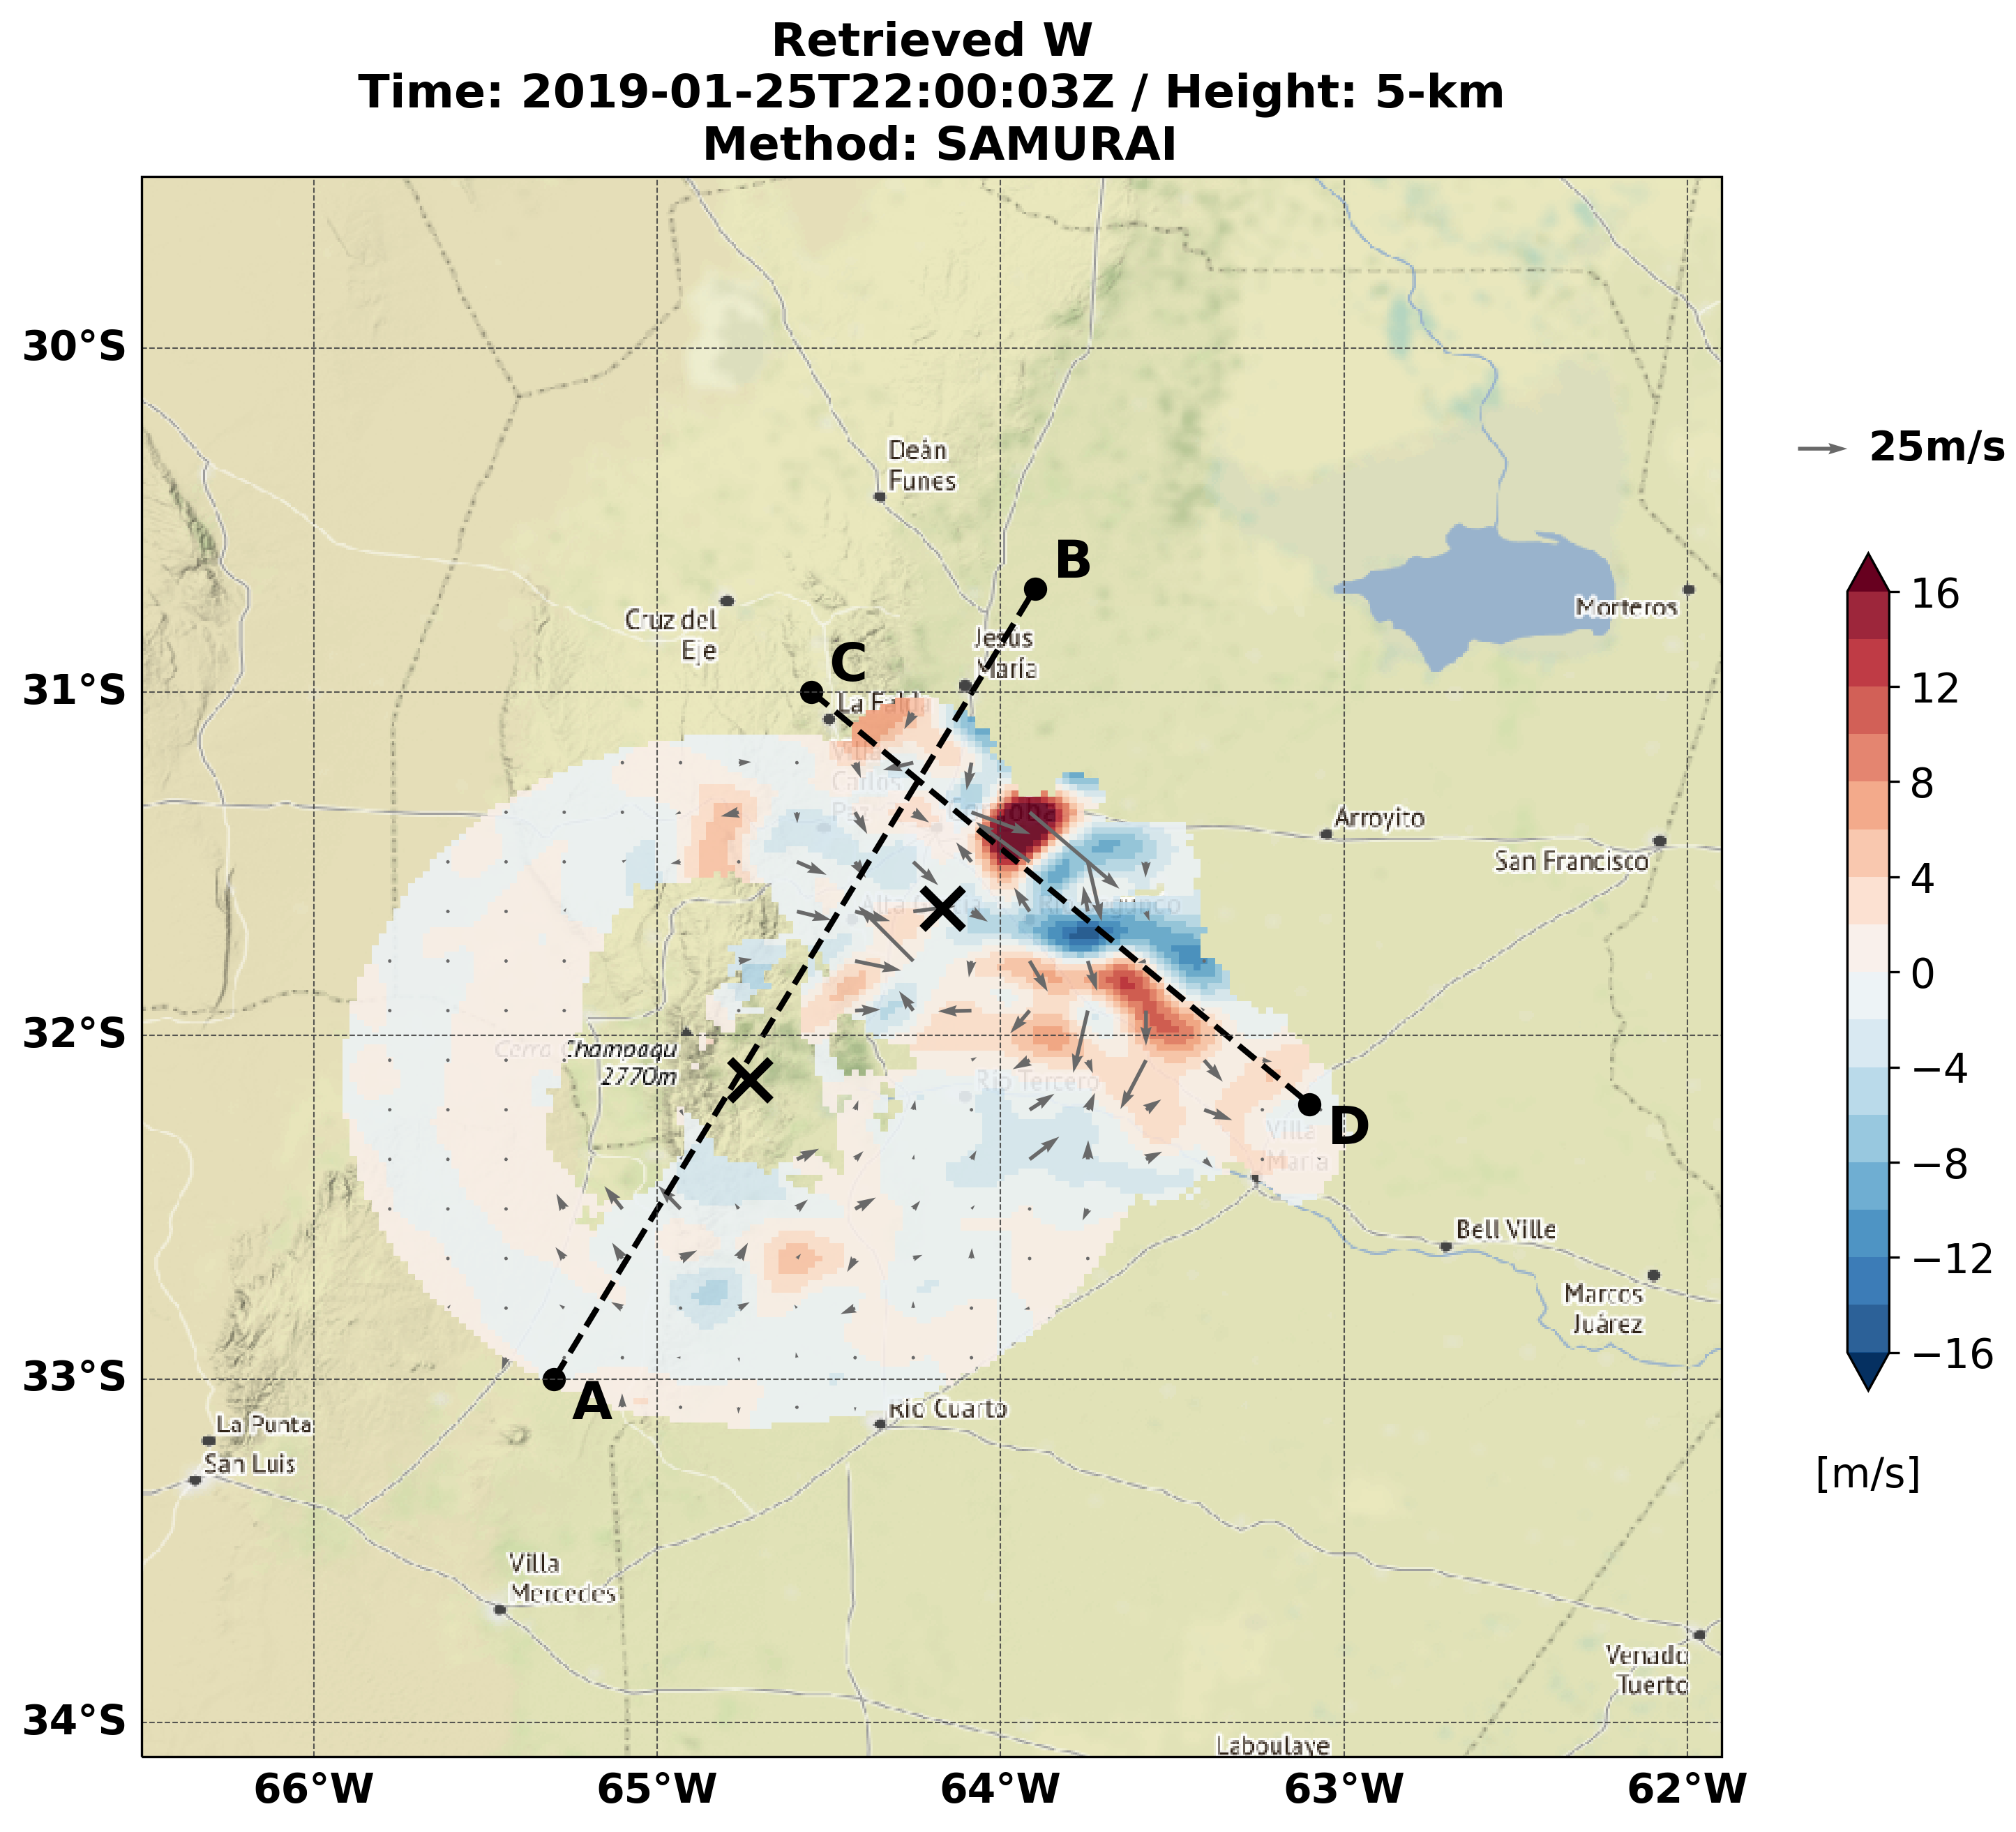 Retrieved W
Time: 2019-01-25T22:00:03Z / Height: 5-km
Method: SAMURAI
30°S
31°S
32°S
33°S
34°S
66°W
65°W
64°W
63°W
62°W
Deán
Funes
B
Cruz del
Eje
Jesús
María
Morteros
C
La Falda
Villa
Carlos
Paz
Arroyito
San Francisco
Alta Gracia
Cerro Champaquí
2770m
Río Tercero
D
Villa
María
Bell Ville
Marcos
Juárez
A
Río Cuarto
La Punta
San Luis
Villa
Mercedes
Venado
Tuerto
Laboulaye
25m/s
16
12
8
4
0
−4
−8
−12
−16
[m/s]